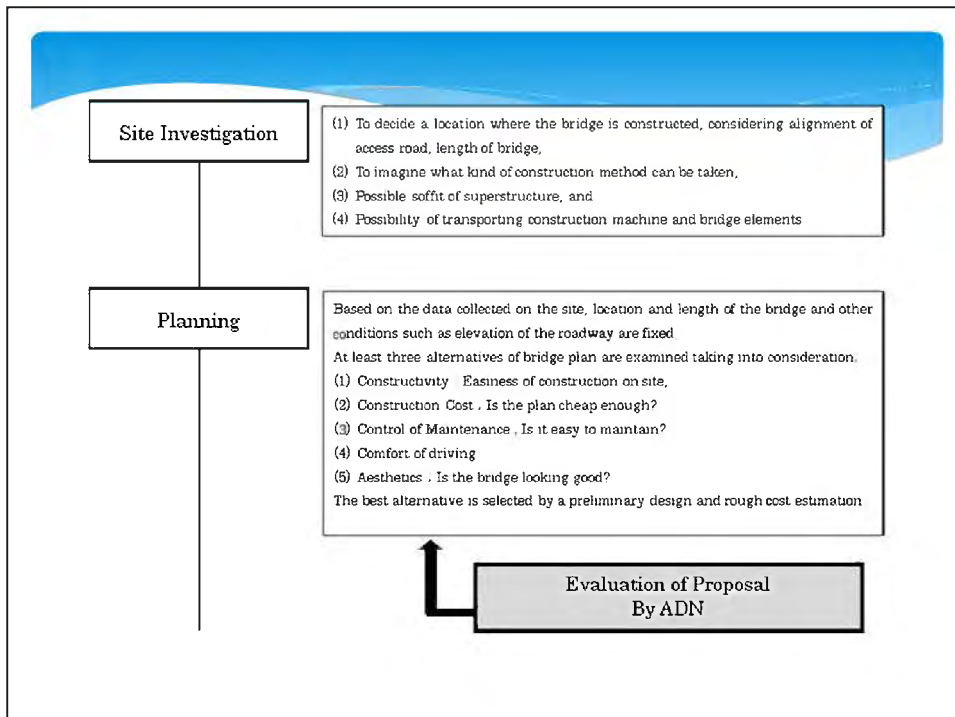 Site Investigation
(1) To decide a location where the bridge is constructed, considering alignment of
access road, length of bridge,
(2) To imagine what kind of construction method can be taken,
(3) Possible soffit of superstructure, and
(4) Possibility of transporting construction machine and bridge elements
Planning
Based on the data collected on the site, location and length of the bridge and other
conditions such as elevation of the roadway are fixed
At least three alternatives of bridge plan are examined taking into consideration.
(1) Constructivity Easiness of construction on site,
(2) Construction Cost . Is the plan cheap enough?
(3) Control of Maintenance . Is it easy to maintain?
(4) Comfort of driving
(5) Aesthetics . Is the bridge looking good?
The best alternative is selected by a preliminary design and rough cost estimation
Evaluation of Proposal
By ADN